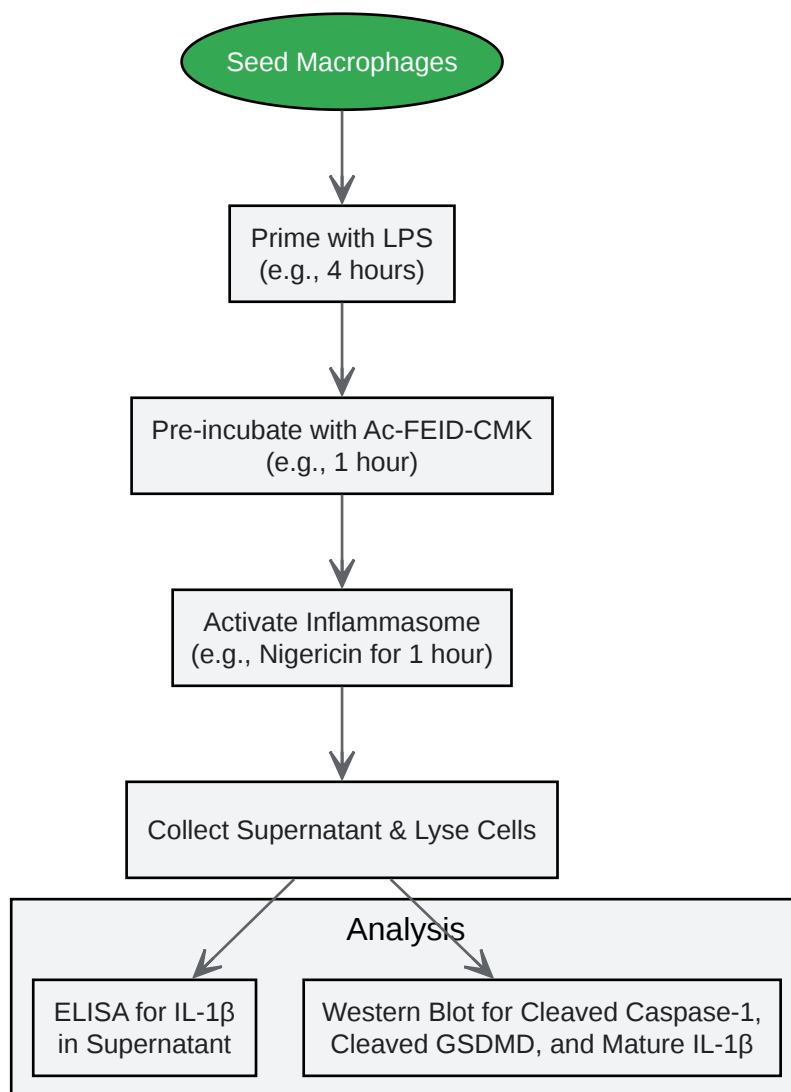 Seed Macrophages
Prime with LPS
(e.g., 4 hours)
Pre-incubate with Ac-FEID-CMK
(e.g., 1 hour)
Activate Inflammasome
(e.g., Nigericin for 1 hour)
Collect Supernatant & Lyse Cells
Analysis
ELISA for IL-1β
in Supernatant
Western Blot for Cleaved Caspase-1,
Cleaved GSDMD, and Mature IL-1β